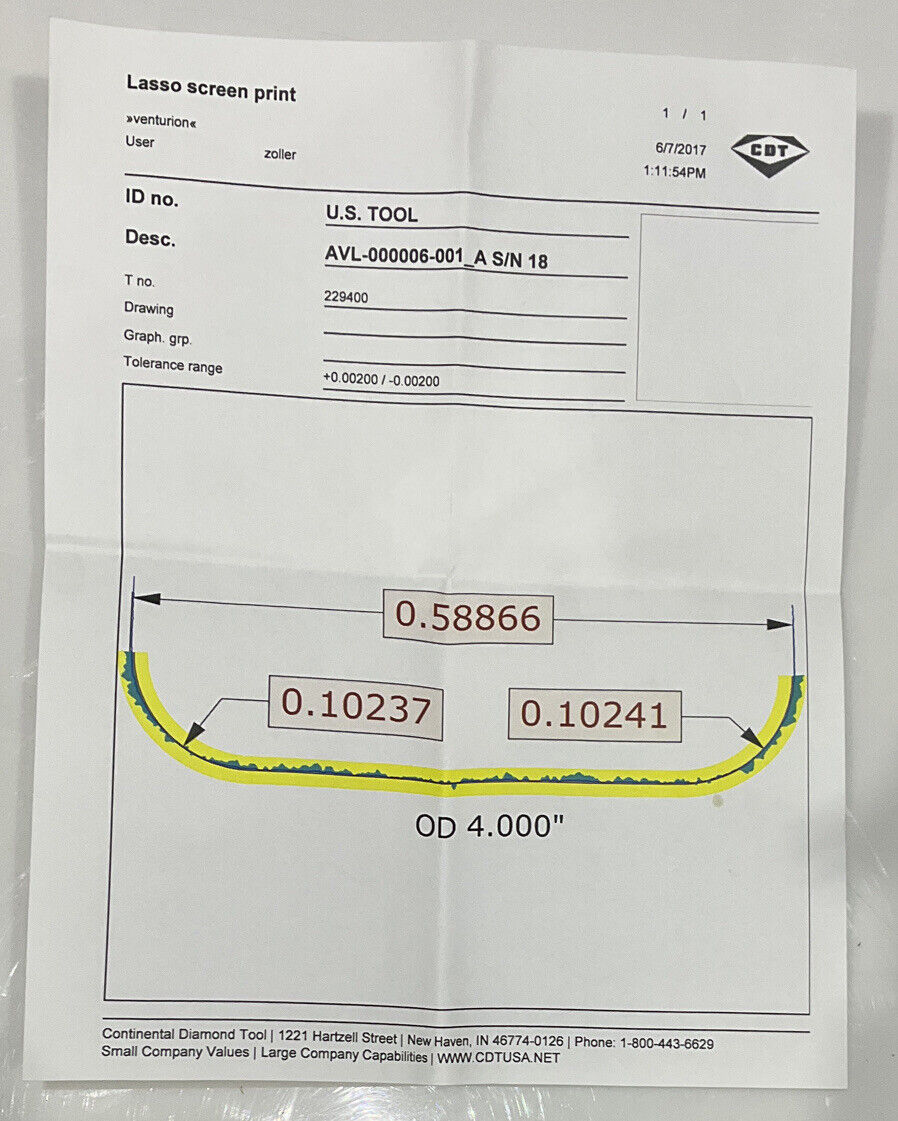 Lasso screen print
»venturion«
User
zoller
1 / 1
6/7/2017
1:11:54PM
CDT
ID no.
U.S. TOOL
Desc.
AVL-000006-001_A S/N 18
T no.
229400
Drawing
Graph. grp.
Tolerance range
+0.00200 / -0.00200
0.58866
0.10237
0.10241
OD 4.000"
Continental Diamond Tool | 1221 Hartzell Street | New Haven, IN 46774-0126 | Phone: 1-800-443-6629
Small Company Values | Large Company Capabilities | WWW.CDTUSA.NET